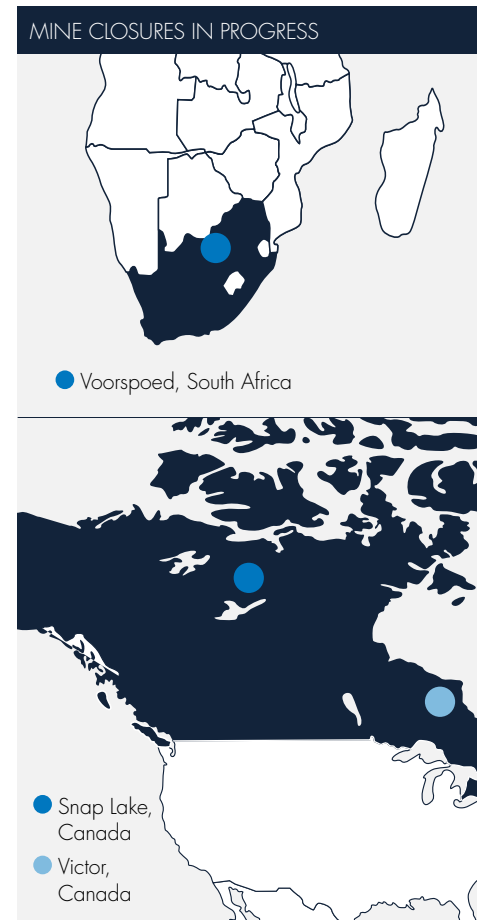 MINE CLOSURES IN PROGRESS
Voorspoed, South Africa
Snap Lake,
Canada
Victor,
Canada